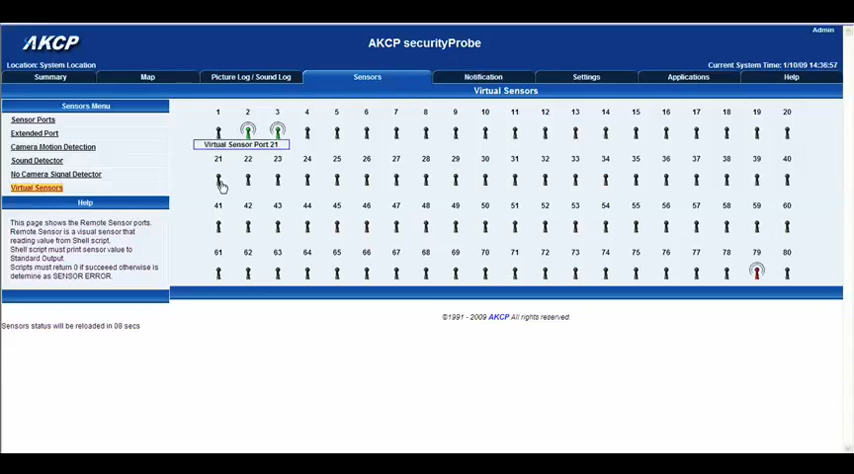 Admin
AKCP
AKCP securityProbe
Location: System Location
Current System Time: 1/10/09 14:36:57
Summary Map Picture Log / Sound Log Sensors Notification Settings Applications Help
Sensors Menu
Virtual Sensors
Sensor Ports
Extended Port
Camera Motion Detection
Sound Detector
No Camera Signal Detector
Virtual Sensors
Help
This page shows the Remote Sensor ports.
Remote Sensor is a visual sensor that
reading value from Shell script.
Shell script must print sensor value to
Standard Output.
Scripts must return 0 if succeed otherwise is
detemine as SENSOR ERROR.
Sensors status will be reloaded in 08 secs
1 2 3 4 5 6 7 8 9 10 11 12 13 14 15 16 17 18 19 20
Virtual Sensor Port 21
21 22 23 24 25 26 27 28 29 30 31 32 33 34 35 36 37 38 39 40
41 42 43 44 45 46 47 48 49 50 51 52 53 54 55 56 57 58 59 60
61 62 63 64 65 66 67 68 69 70 71 72 73 74 75 76 77 78 79 80
©1991 - 2009 AKCP All rights reserved.